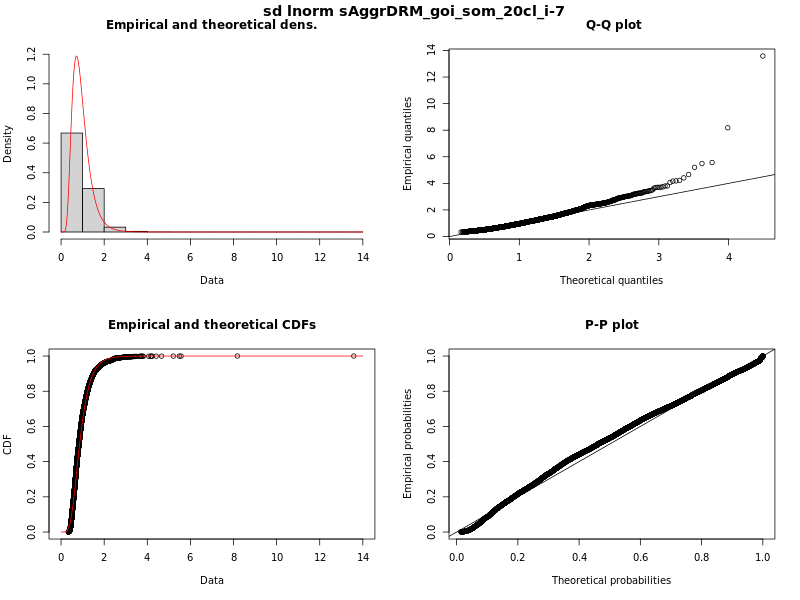 sd lnorm sAggrDRM_goi_som_20cl_i-7
Empirical and theoretical dens.
Density
0.0 0.2 0.4 0.6 0.8 1.0 1.2
0 2 4 6 8 10 12 14
Data
Q-Q plot
Empirical quantiles
0 2 4 6 8 10 12 14
0 1 2 3 4
Theoretical quantiles
Empirical and theoretical CDFs
CDF
0.0 0.2 0.4 0.6 0.8 1.0
0 2 4 6 8 10 12 14
Data
P-P plot
Empirical probabilities
0.0 0.2 0.4 0.6 0.8 1.0
0.0 0.2 0.4 0.6 0.8 1.0
Theoretical probabilities